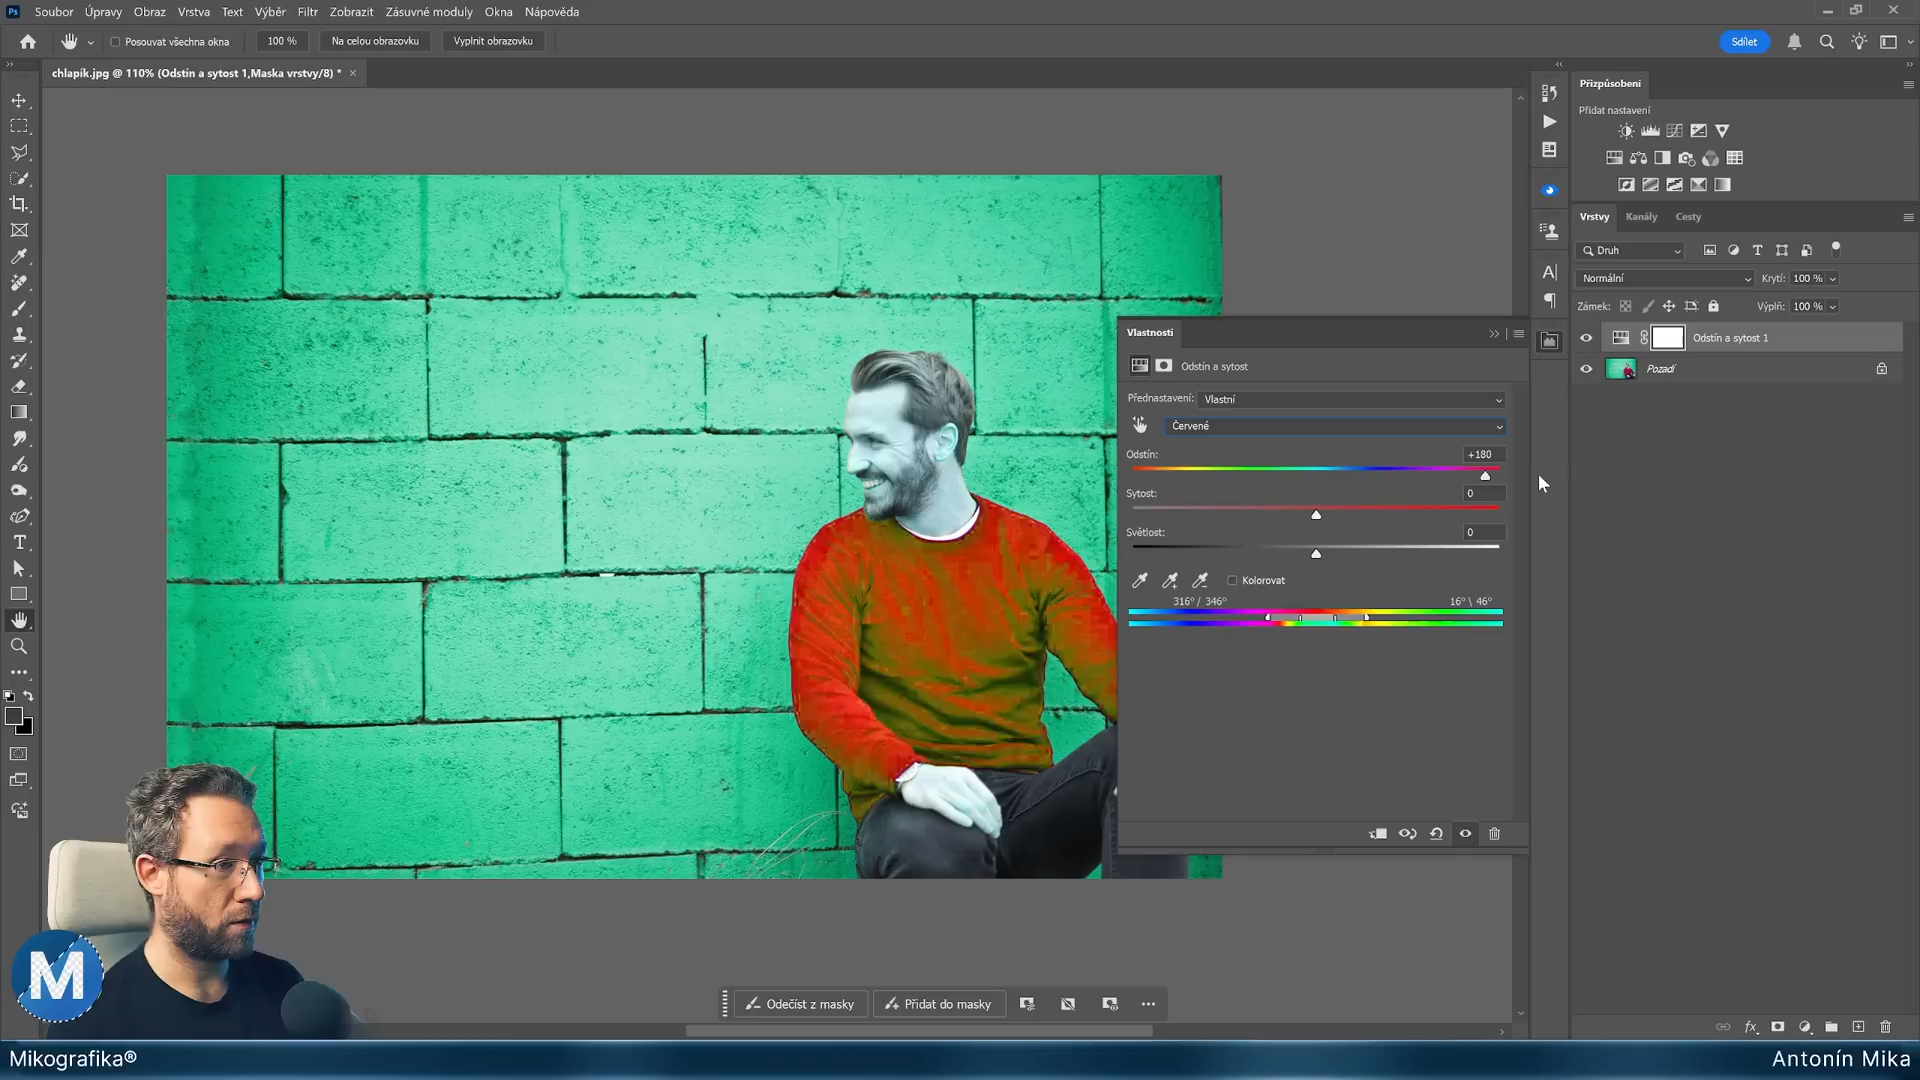 Ps Soubor Úpravy Obraz Vrstva Text Výběr Filtr Zobrazit Zásuvné moduly Okna Nápověda
Posouvat všechna okna 100 % Na celou obrazovku Vyplnit obrazovku Sdílet
chlapík.jpg @ 110% (Odstín a sytost 1,Maska vrstvy/8) *
Přizpůsobení
Přidat nastavení
Vrstvy Kanály Cesty
Druh
Normální Krytí: 100 %
Zámek: Výplň: 100 %
Odstín a sytost 1
Pozadí
Vlastnosti
Odstín a sytost
Přednastavení: Vlastní
Červené
Odstín: +180
Sytost: 0
Světlost: 0
Kolorovat
316° / 346° 16° \ 46°
Odečíst z masky Přidat do masky
M
Mikografika® Antonín Mika